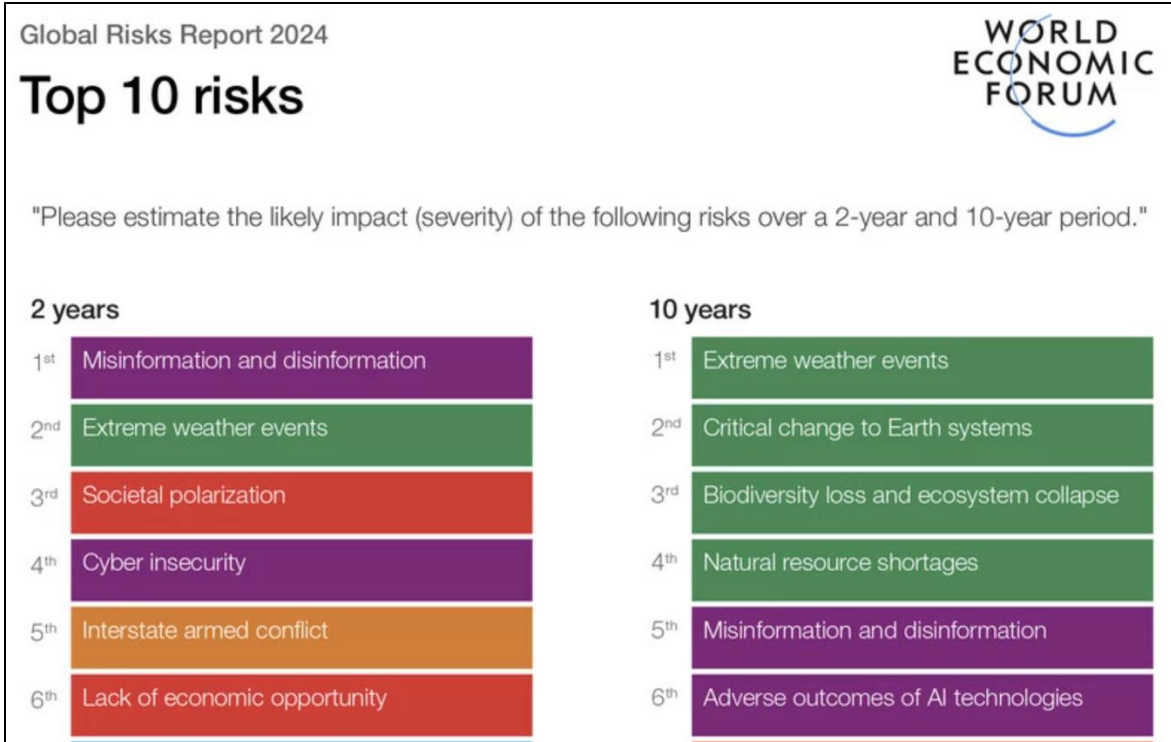 Global Risks Report 2024
Top 10 risks
WORLD
ECONOMIC
FORUM
"Please estimate the likely impact (severity) of the following risks over a 2-year and 10-year period."
2 years
1st Misinformation and disinformation
2nd Extreme weather events
3rd Societal polarization
4th Cyber insecurity
5th Interstate armed conflict
6th Lack of economic opportunity
10 years
1st Extreme weather events
2nd Critical change to Earth systems
3rd Biodiversity loss and ecosystem collapse
4th Natural resource shortages
5th Misinformation and disinformation
6th Adverse outcomes of AI technologies